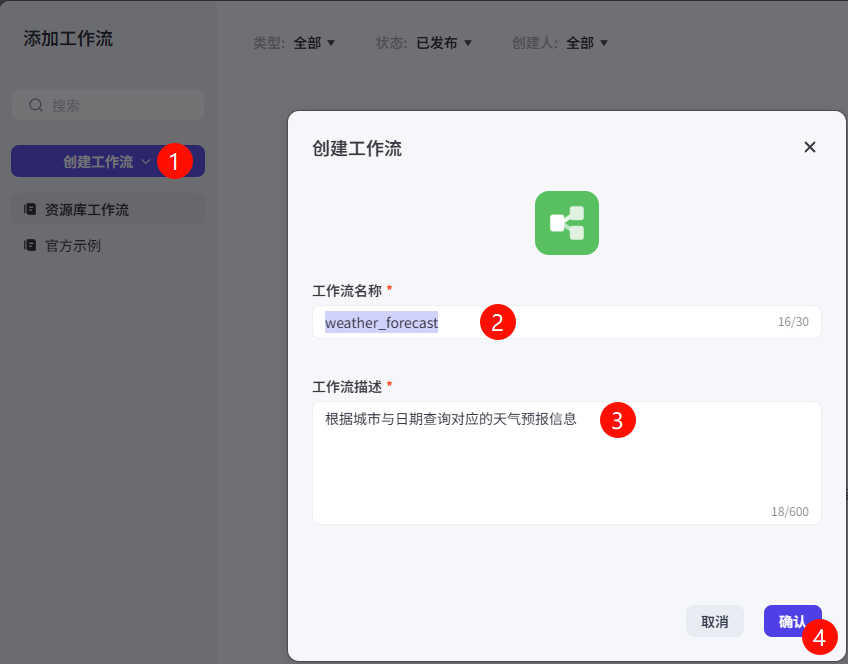 添加工作流
类型: 全部 状态: 已发布 创建人: 全部
搜索
创建工作流 1
资源库工作流
官方示例
创建工作流
工作流名称 *
weather_forecast 2 16/30
工作流描述 *
根据城市与日期查询对应的天气预报信息 3
18/600
取消 确认 4